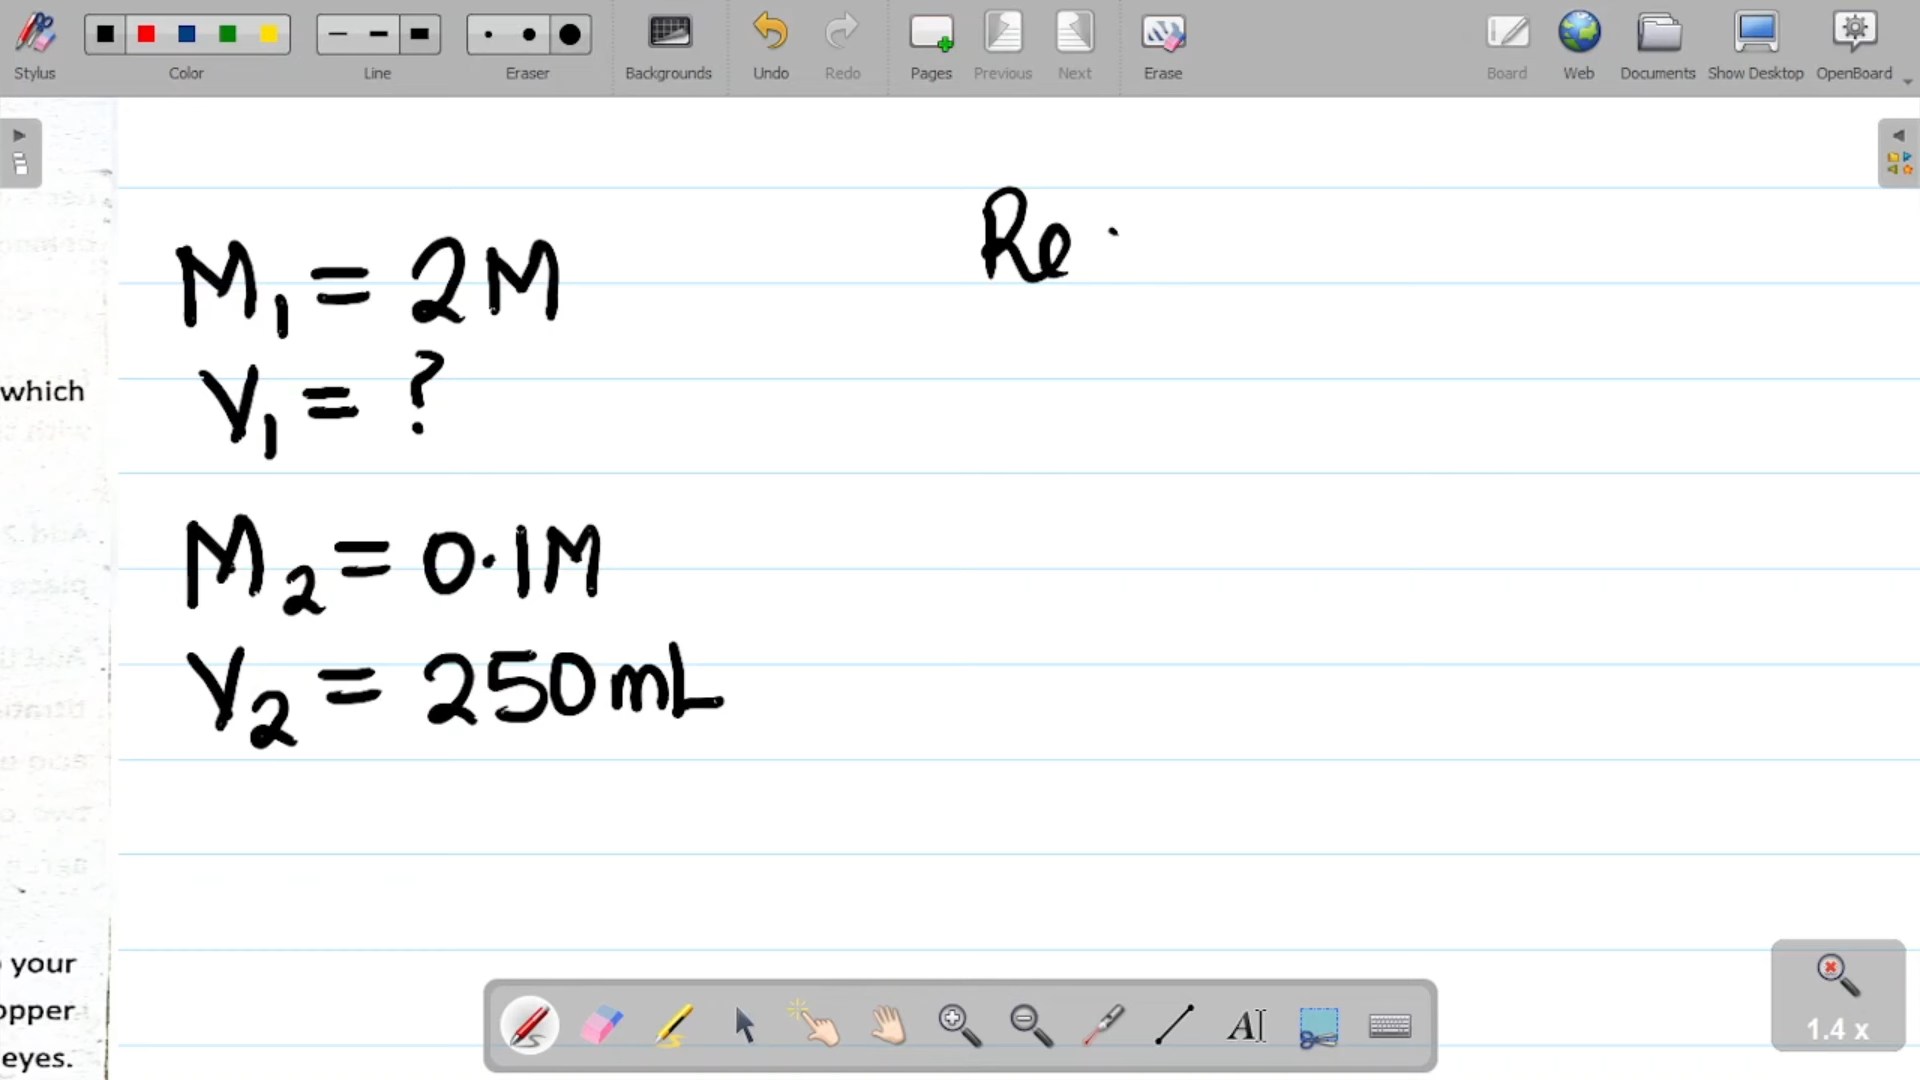 Stylus
Color
Line
Eraser
Backgrounds
Undo
Redo
Pages
Previous
Next
Erase
Board
Web
Documents
Show Desktop
OpenBoard
Re
M₁ = 2M
V₁ = ?
M₂ = 0.1M
V₂ = 250mL
which
your
opper
eyes.
1.4 x